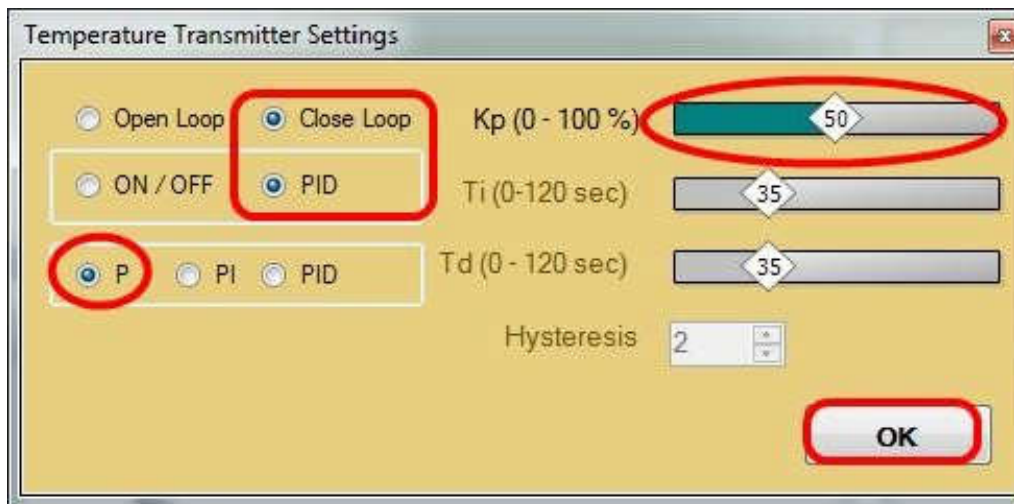 Temperature Transmitter Settings
Open Loop Close Loop Kp (0 - 100 %) 50
ON / OFF PID Ti (0-120 sec) 35
P PI PID Td (0 - 120 sec) 35
Hysteresis 2
OK